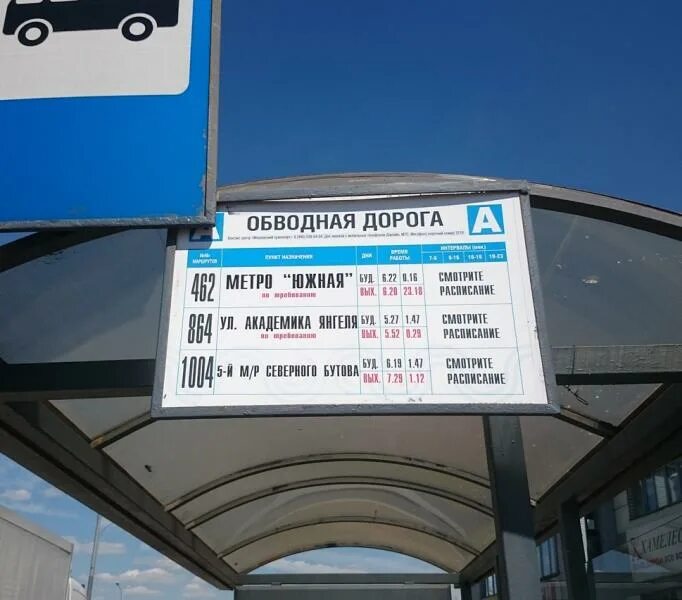 А ОБВОДНАЯ ДОРОГА А
№№ МАРШРУТОВ ПУНКТ НАЗНАЧЕНИЯ ДНИ ВРЕМЯ РАБОТЫ ИНТЕРВАЛЫ (мин.)
7-9 9-16 16-19 19-23
462 МЕТРО "ЮЖНАЯ" БУД. 6.22 0.16 СМОТРИТЕ
по требованию ВЫХ. 6.20 23.18 РАСПИСАНИЕ
864 УЛ. АКАДЕМИКА ЯНГЕЛЯ БУД. 5.27 1.47 СМОТРИТЕ
по требованию ВЫХ. 5.52 0.29 РАСПИСАНИЕ
1004 5-Й М/Р СЕВЕРНОГО БУТОВА БУД. 6.19 1.47 СМОТРИТЕ
ВЫХ. 7.29 1.12 РАСПИСАНИЕ